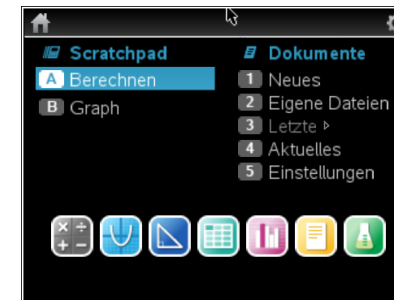 Scratchpad
A Berechnen
B Graph
Dokumente
1 Neues
2 Eigene Dateien
3 Letzte ▹
4 Aktuelles
5 Einstellungen